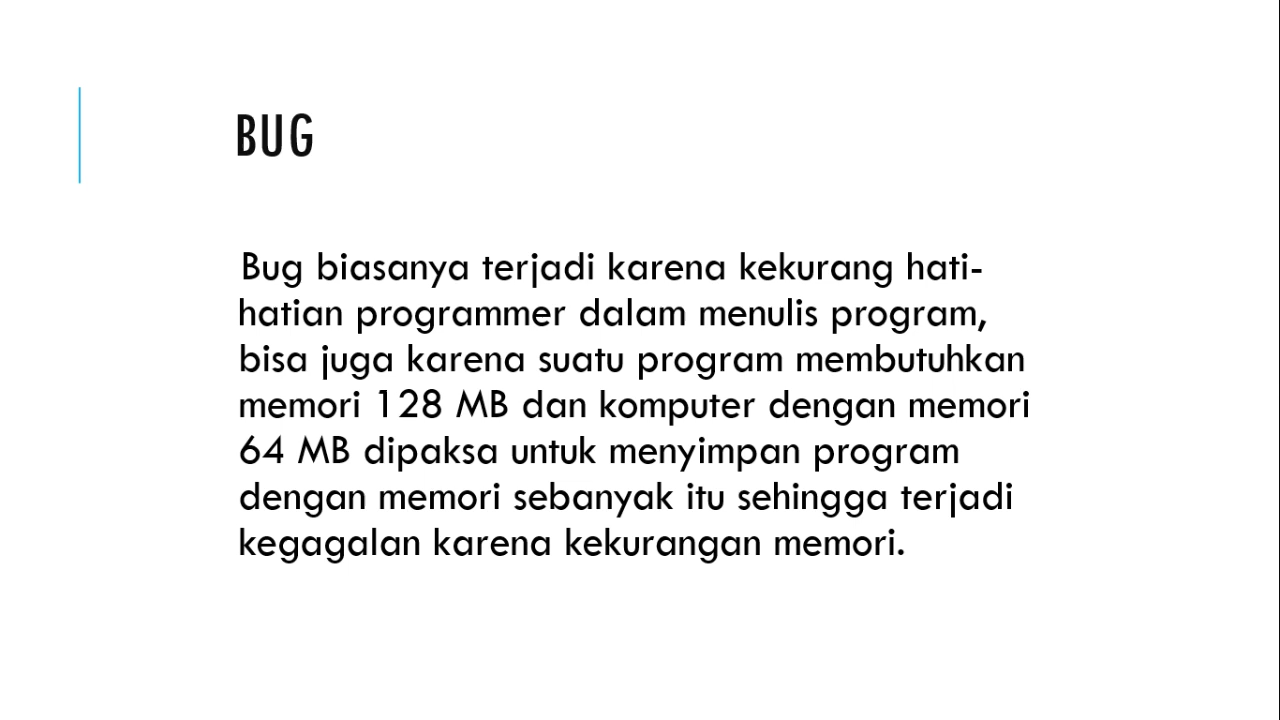 BUG
Bug biasanya terjadi karena kekurang hati-
hatian programmer dalam menulis program,
bisa juga karena suatu program membutuhkan
memori 128 MB dan komputer dengan memori
64 MB dipaksa untuk menyimpan program
dengan memori sebanyak itu sehingga terjadi
kegagalan karena kekurangan memori.